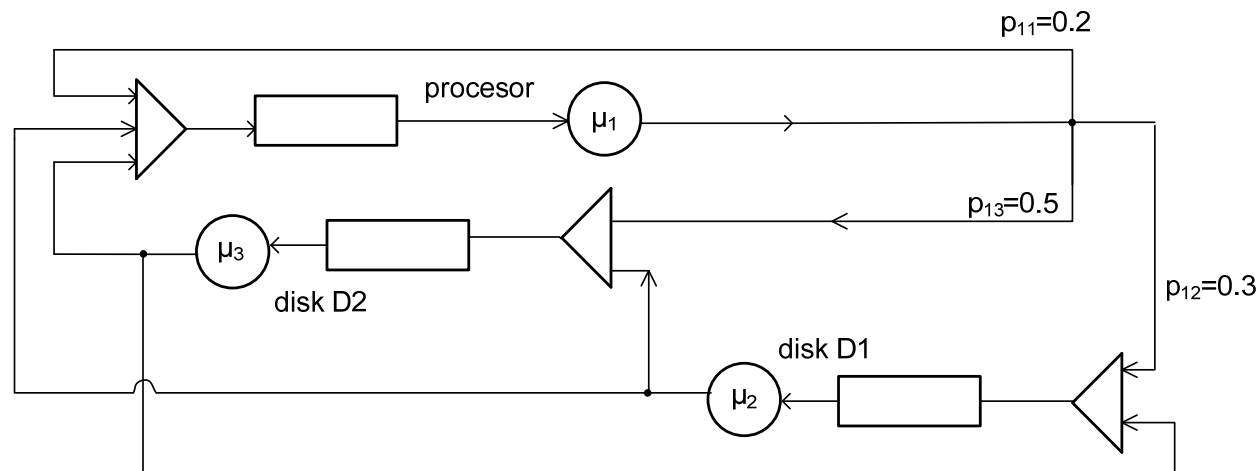 p₁₁=0.2
procesor
μ₁
p₁₃=0.5
μ₃
p₁₂=0.3
disk D2
disk D1
μ₂